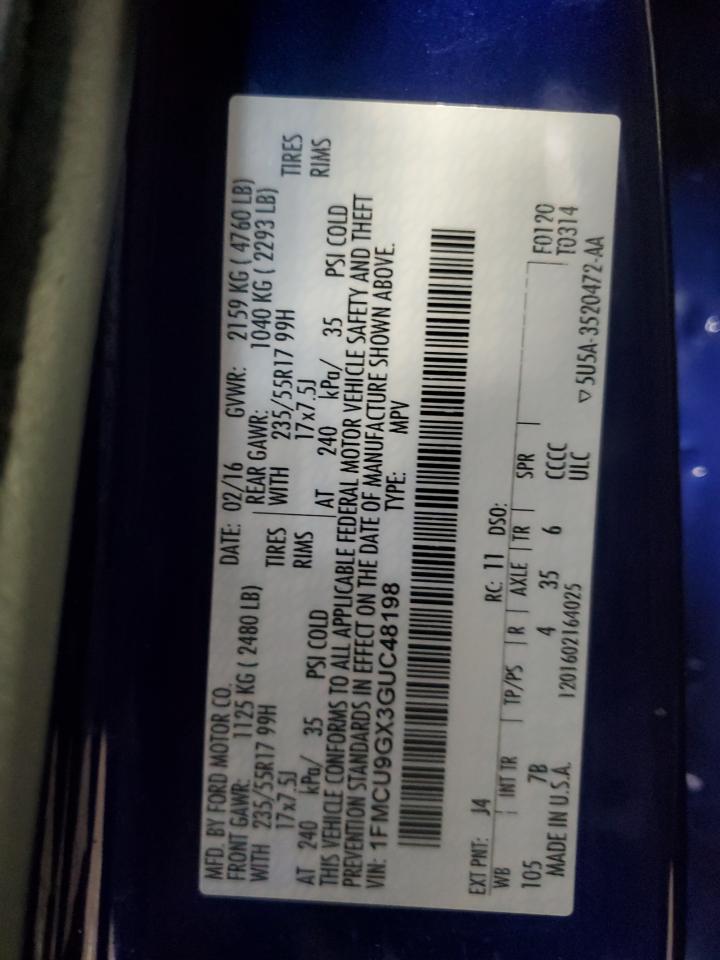 MFD. BY FORD MOTOR CO. DATE: 02/16 GVWR: 2159 KG ( 4760 LB)
FRONT GAWR: 1125 KG ( 2480 LB) REAR GAWR: 1040 KG ( 2293 LB)
WITH 235/55R17 99H TIRES WITH 235/55R17 99H TIRES
17x7.5J RIMS 17x7.5J RIMS
AT 240 kPa/ 35 PSI COLD AT 240 kPa/ 35 PSI COLD
THIS VEHICLE CONFORMS TO ALL APPLICABLE FEDERAL MOTOR VEHICLE SAFETY AND THEFT
PREVENTION STANDARDS IN EFFECT ON THE DATE OF MANUFACTURE SHOWN ABOVE.
VIN: 1FMCU9GX3GUC48198 TYPE: MPV
EXT PNT: J4 RC: 11 DSO:
WB INT TR TP/PS R AXLE TR SPR F0120
105 7B 4 35 6 CCCC T0314
MADE IN U.S.A. 1201602164025 ULC ▽5U5A-3520472-AA